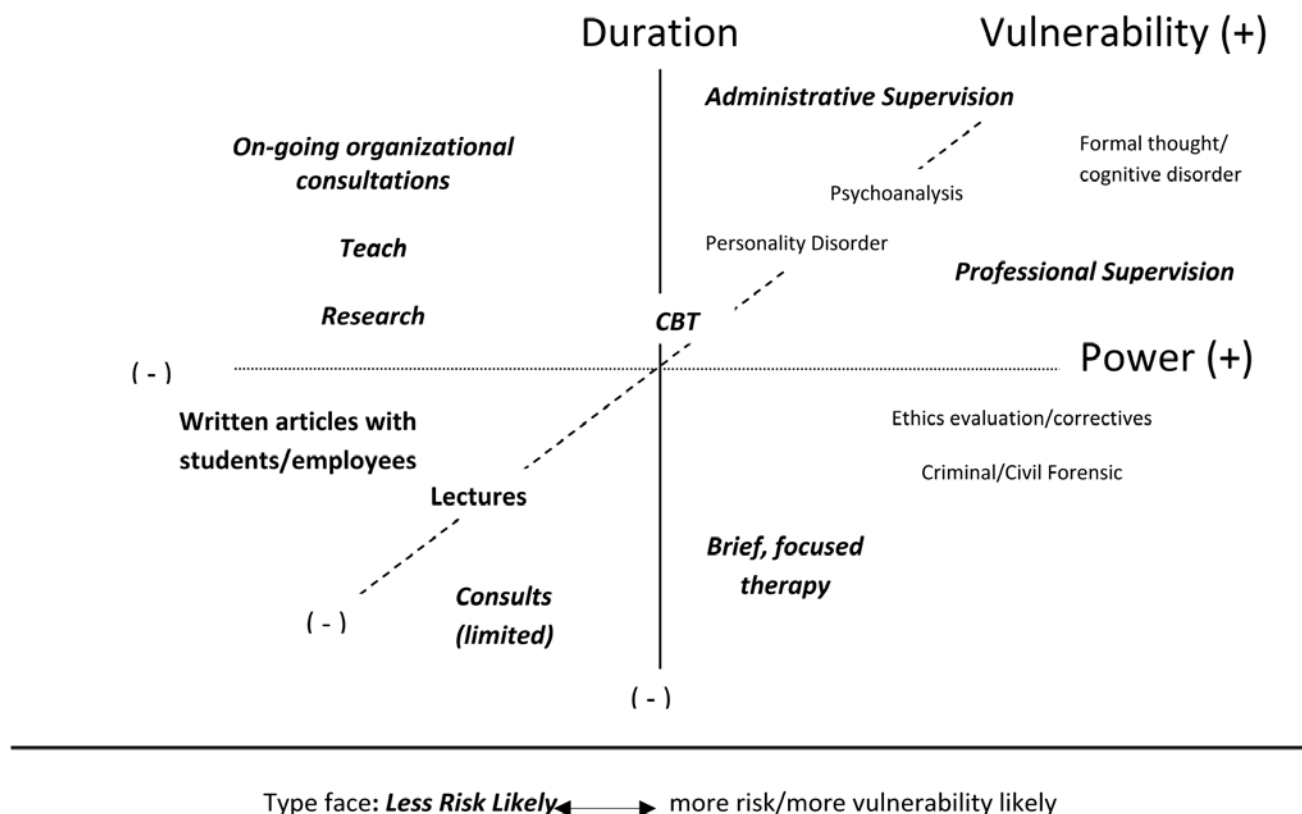 Duration
Vulnerability (+)
Administrative Supervision
On-going organizational
consultations
Formal thought/
cognitive disorder
Psychoanalysis
Teach
Personality Disorder
Professional Supervision
Research
CBT
( - )
Power (+)
Written articles with
students/employees
Ethics evaluation/correctives
Criminal/Civil Forensic
Lectures
Brief, focused
therapy
Consults
(limited)
( - )
( - )
Type face: Less Risk Likely more risk/more vulnerability likely